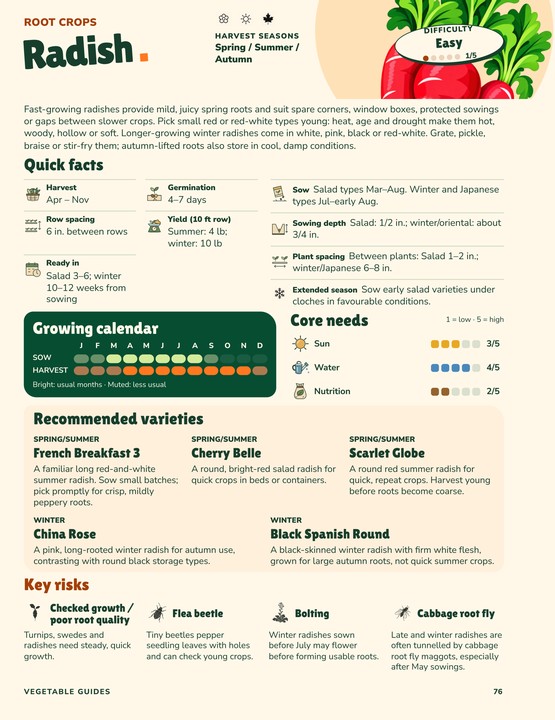 ROOT CROPS
Radish.
HARVEST SEASONS
Spring / Summer /
Autumn
DIFFICULTY
Easy
1/5
Fast-growing radishes provide mild, juicy spring roots and suit spare corners, window boxes, protected sowings
or gaps between slower crops. Pick small red or red-white types young: heat, age and drought make them hot,
woody, hollow or soft. Longer-growing winter radishes come in white, pink, black or red-white. Grate, pickle,
braise or stir-fry them; autumn-lifted roots also store in cool, damp conditions.
Quick facts
Harvest
Apr – Nov
Germination
4–7 days
Row spacing
6 in. between rows
Yield (10 ft row)
Summer: 4 lb;
winter: 10 lb
Ready in
Salad 3–6; winter
10–12 weeks from
sowing
Sow Salad types Mar–Aug. Winter and Japanese
types Jul–early Aug.
Sowing depth Salad: 1/2 in.; winter/oriental: about
3/4 in.
Plant spacing Between plants: Salad 1–2 in.;
winter/Japanese 6–8 in.
Extended season Sow early salad varieties under
cloches in favourable conditions.
Growing calendar
J F M A M J J A S O N D
SOW
HARVEST
Bright: usual months · Muted: less usual
Core needs
1 = low · 5 = high
Sun 3/5
Water 4/5
Nutrition 2/5
Recommended varieties
SPRING/SUMMER
French Breakfast 3
A familiar long red-and-white
summer radish. Sow small batches;
pick promptly for crisp, mildly
peppery roots.
SPRING/SUMMER
Cherry Belle
A round, bright-red salad radish for
quick crops in beds or containers.
SPRING/SUMMER
Scarlet Globe
A round red summer radish for
quick, repeat crops. Harvest young
before roots become coarse.
WINTER
China Rose
A pink, long-rooted winter radish for autumn use,
contrasting with round black storage types.
WINTER
Black Spanish Round
A black-skinned winter radish with firm white flesh,
grown for large autumn roots, not quick summer crops.
Key risks
Checked growth /
poor root quality
Turnips, swedes and
radishes need steady, quick
growth.
Flea beetle
Tiny beetles pepper
seedling leaves with holes
and can check young crops.
Bolting
Winter radishes sown
before July may flower
before forming usable roots.
Cabbage root fly
Late and winter radishes are
often tunnelled by cabbage
root fly maggots, especially
after May sowings.
VEGETABLE GUIDES
76